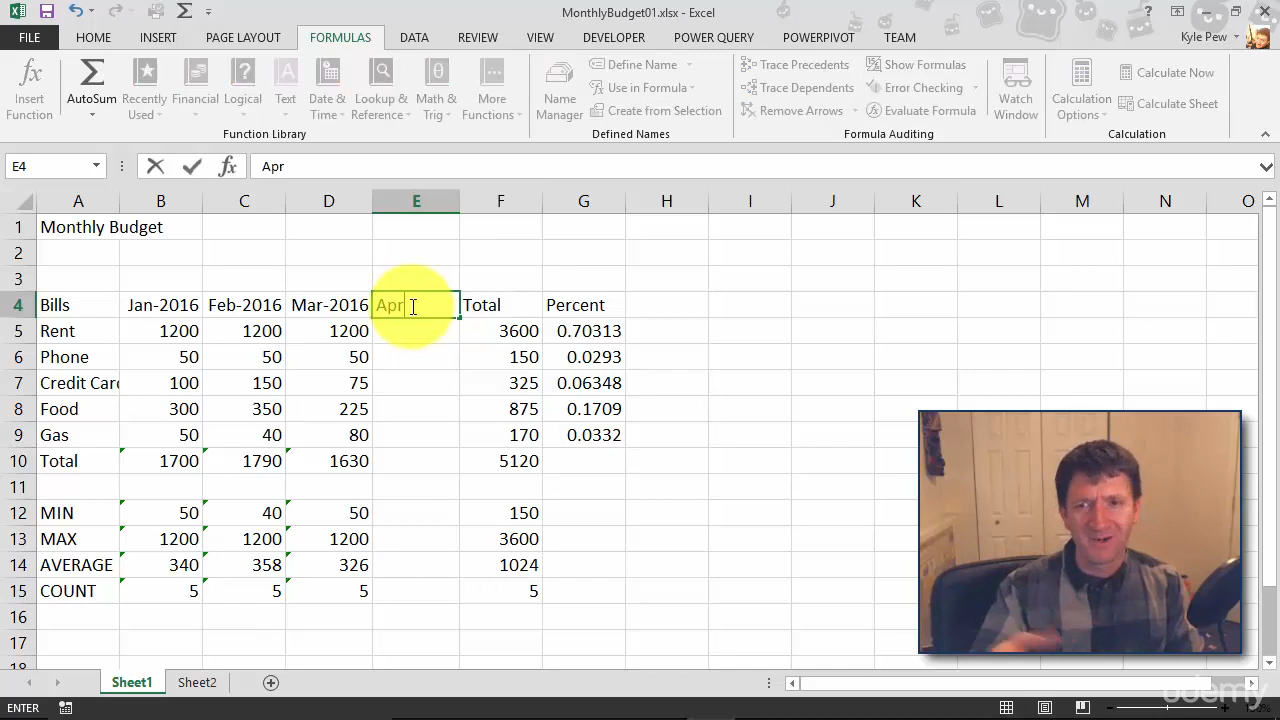 MonthlyBudget01.xlsx - Excel
FILE HOME INSERT PAGE LAYOUT FORMULAS DATA REVIEW VIEW DEVELOPER POWER QUERY POWERPIVOT TEAM Kyle Pew
Insert Function
AutoSum
Recently Used
Financial
Logical
Text
Date & Time
Lookup & Reference
Math & Trig
More Functions
Function Library
Name Manager
Define Name
Use in Formula
Create from Selection
Defined Names
Trace Precedents
Trace Dependents
Remove Arrows
Show Formulas
Error Checking
Evaluate Formula
Formula Auditing
Watch Window
Calculation Options
Calculate Now
Calculate Sheet
Calculation
E4 fx Apr
A B C D E F G H I J K L M N O
1 Monthly Budget
2
3
4 Bills Jan-2016 Feb-2016 Mar-2016 Apr Total Percent
5 Rent 1200 1200 1200 3600 0.70313
6 Phone 50 50 50 150 0.0293
7 Credit Card 100 150 75 325 0.06348
8 Food 300 350 225 875 0.1709
9 Gas 50 40 80 170 0.0332
10 Total 1700 1790 1630 5120
11
12 MIN 50 40 50 150
13 MAX 1200 1200 1200 3600
14 AVERAGE 340 358 326 1024
15 COUNT 5 5 5 5
16
17
18
Sheet1 Sheet2
udemy
ENTER